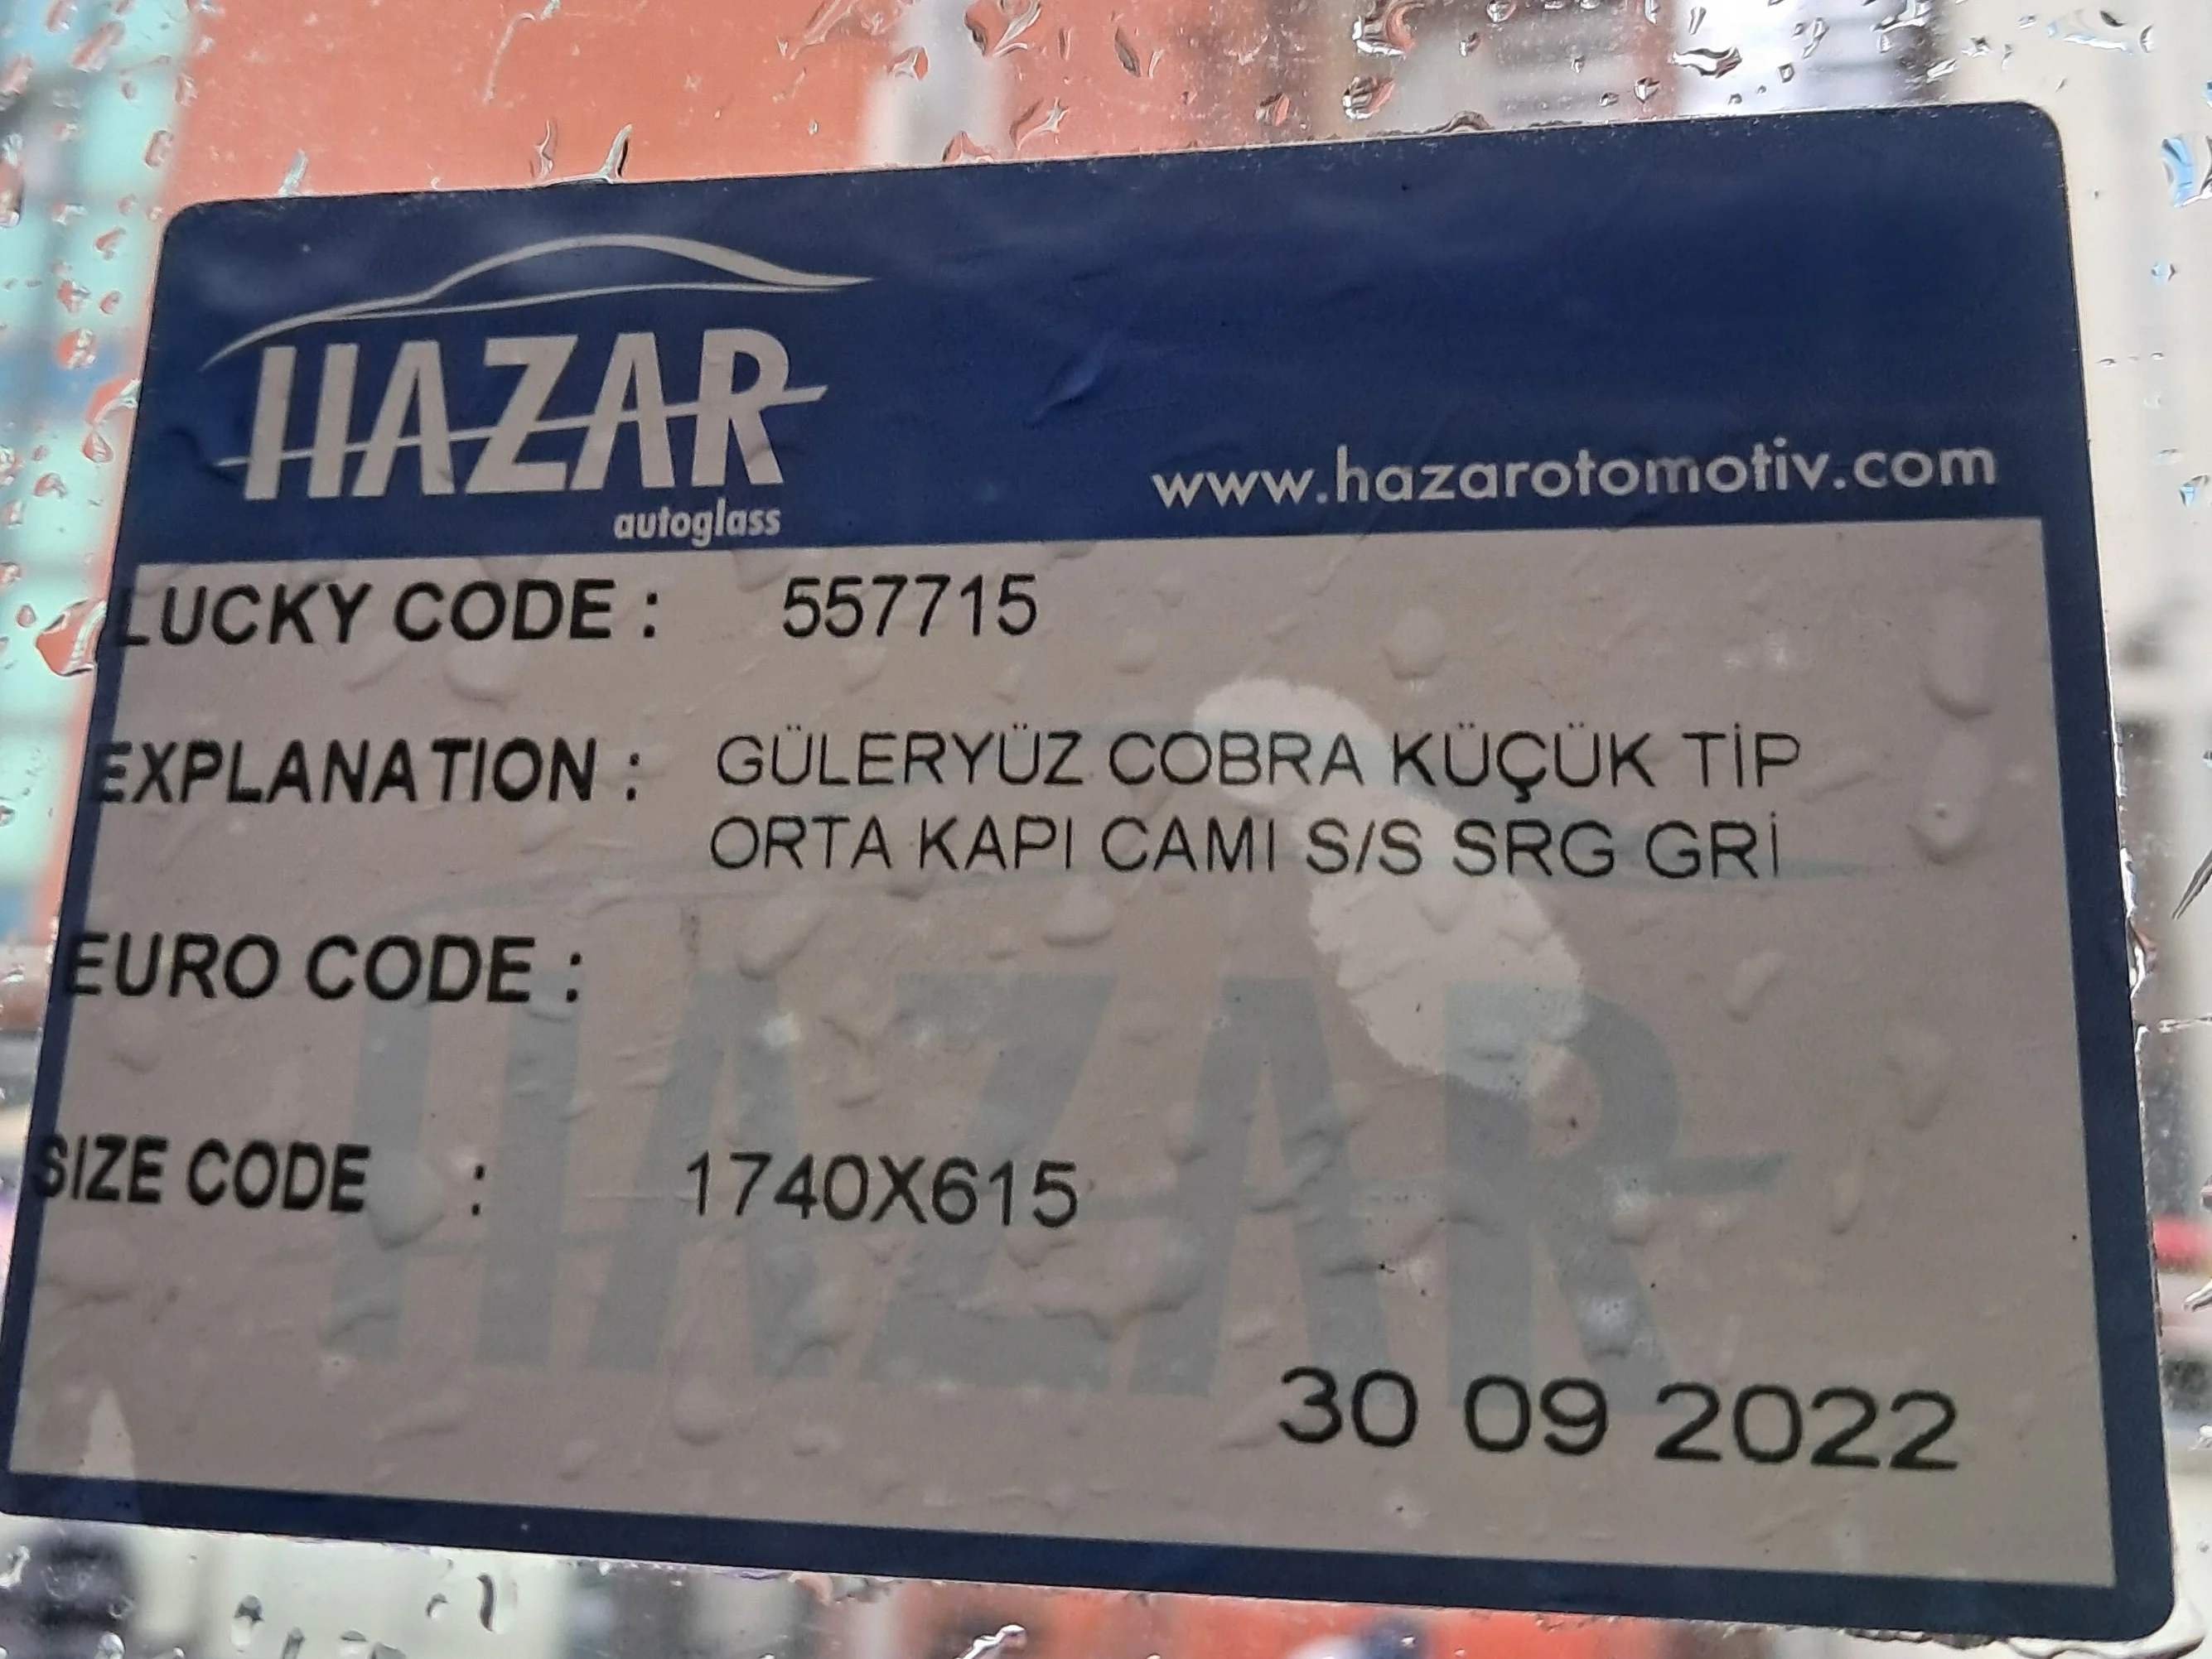 HAZAR
autoglass
www.hazarotomotiv.com
LUCKY CODE : 557715
EXPLANATION : GÜLERYÜZ COBRA KÜÇÜK TİP
ORTA KAPI CAMI S/S SRG GRİ
EURO CODE :
SIZE CODE : 1740X615
HAZAR
30 09 2022